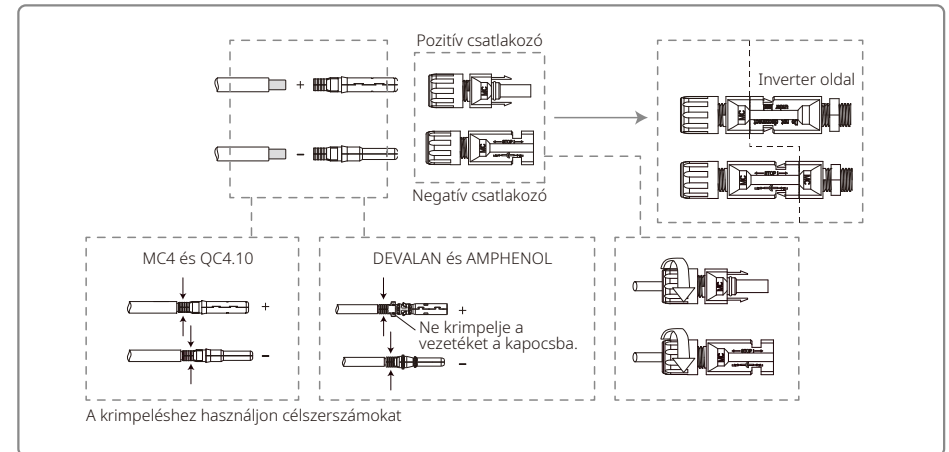 Pozitív csatlakozó
Inverter oldal
+
−
Negatív csatlakozó
MC4 és QC4.10
+
−
DEVALAN és AMPHENOL
+
Ne krimpelje a
vezetéket a kapocsba.
−
A krimpeléshez használjon célszerszámokat